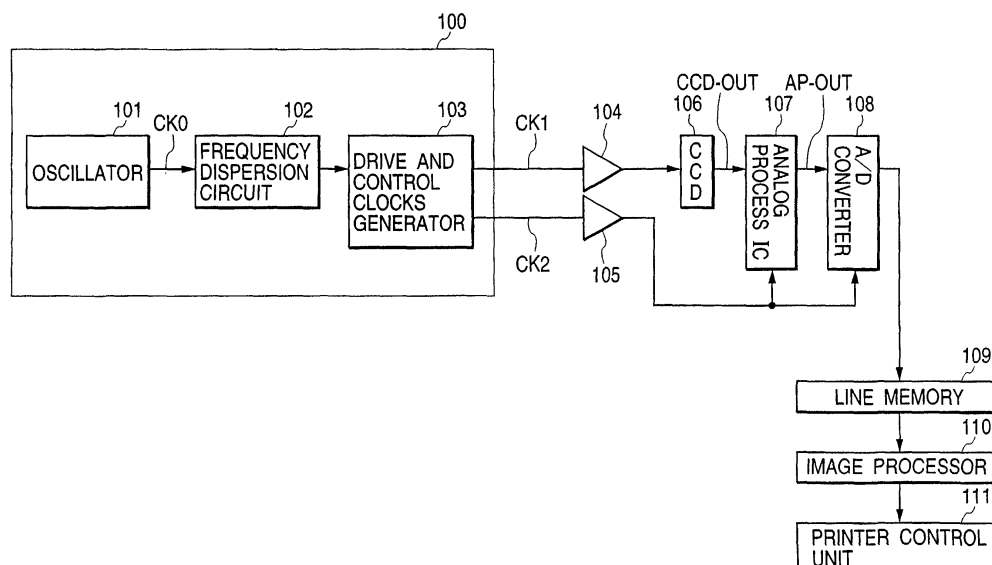 100
101
CK0
102
103
OSCILLATOR
FREQUENCY
DISPERSION
CIRCUIT
DRIVE AND
CONTROL
CLOCKS
GENERATOR
CK1
104
CK2
105
106
CCD
CCD-OUT
107
ANALOG
PROCESS IC
AP-OUT
108
A/D
CONVERTER
109
LINE MEMORY
110
IMAGE PROCESSOR
111
PRINTER CONTROL
UNIT